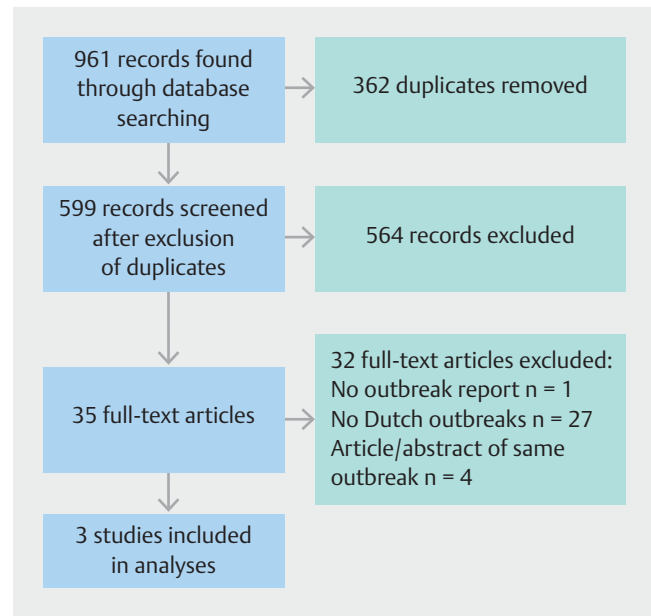 961 records found
through database
searching
362 duplicates removed
599 records screened
after exclusion
of duplicates
564 records excluded
35 full-text articles
32 full-text articles excluded:
No outbreak report n = 1
No Dutch outbreaks n = 27
Article/abstract of same
outbreak n = 4
3 studies included
in analyses